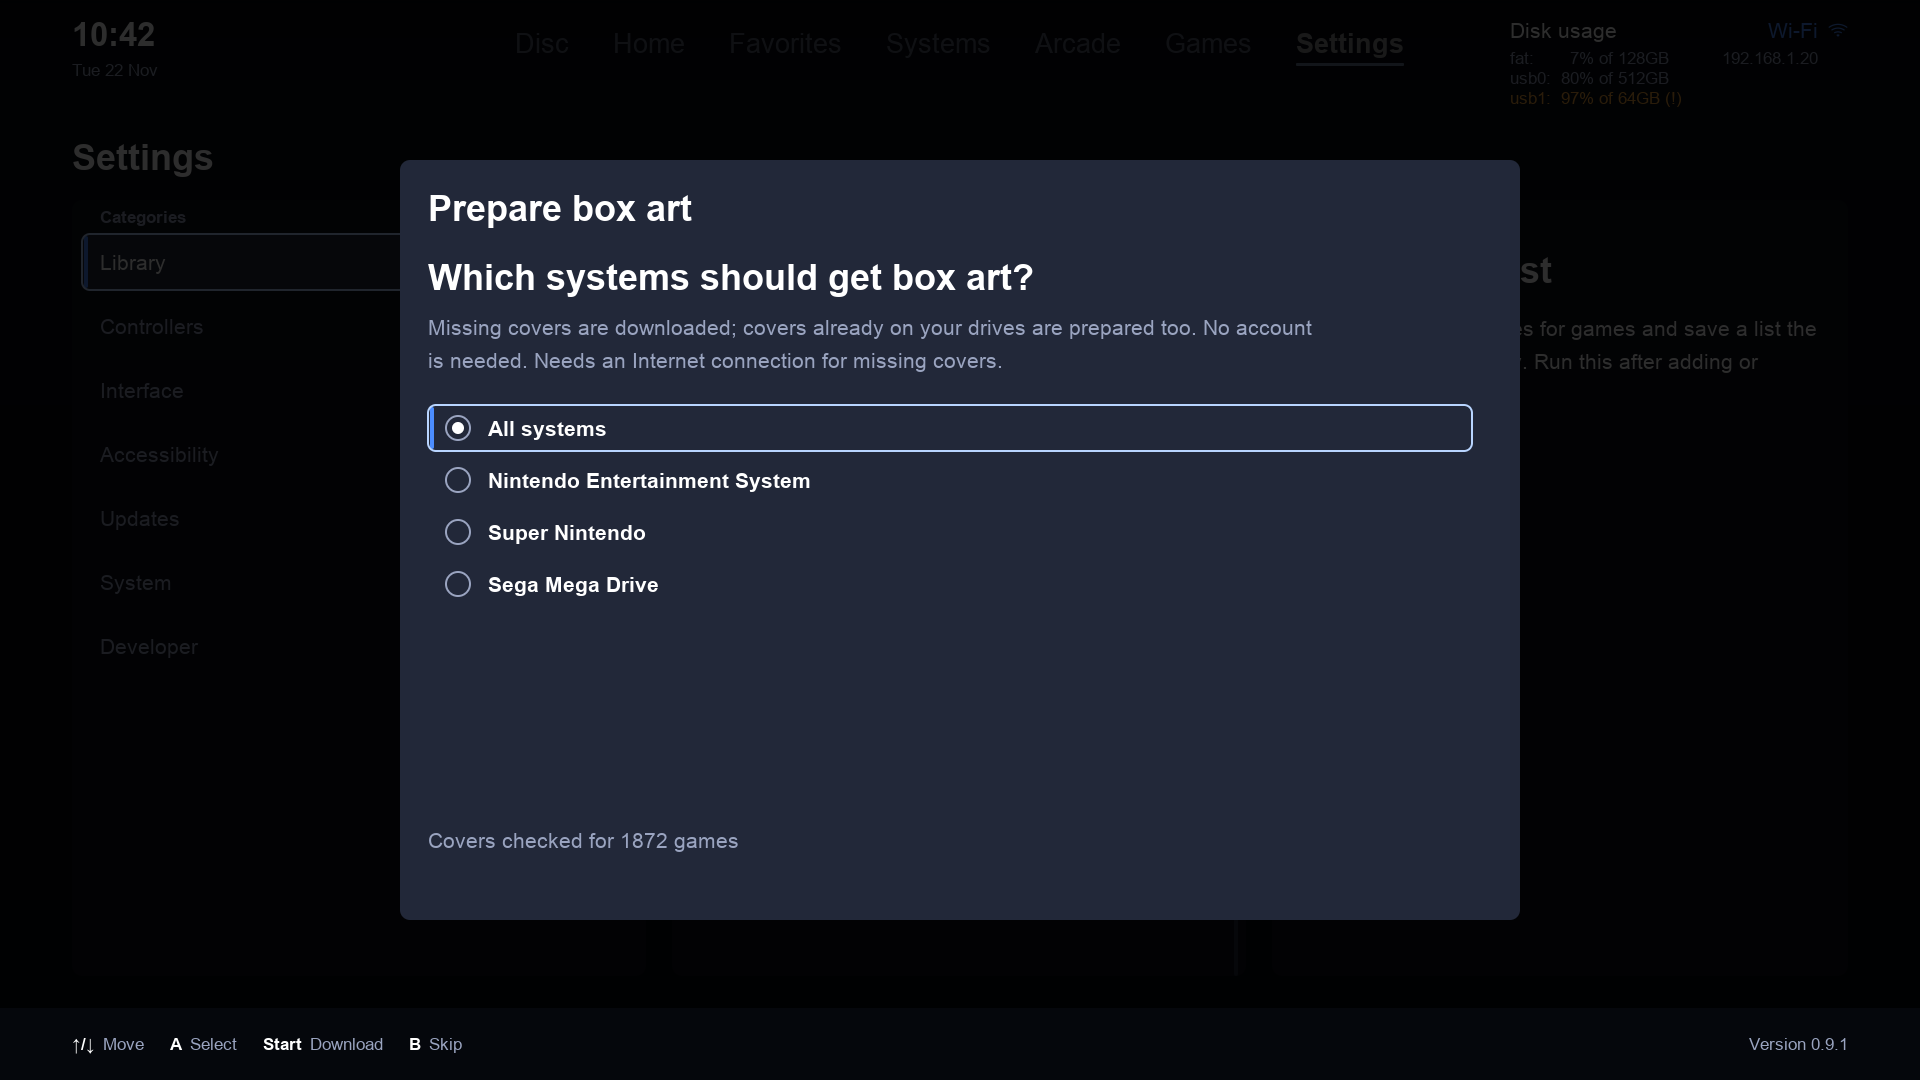 10:42
Tue 22 Nov
Disc Home Favorites Systems Arcade Games Settings
Disk usage
Wi-Fi
fat: 7% of 128GB
192.168.1.20
usb0: 80% of 512GB
usb1: 97% of 64GB (!)
Settings
Categories
Library
Controllers
Interface
Accessibility
Updates
System
Developer
Prepare box art
Which systems should get box art?
Missing covers are downloaded; covers already on your drives are prepared too. No account
is needed. Needs an Internet connection for missing covers.
All systems
Nintendo Entertainment System
Super Nintendo
Sega Mega Drive
Covers checked for 1872 games
st
es for games and save a list the
. Run this after adding or
↑/↓ Move A Select Start Download B Skip
Version 0.9.1